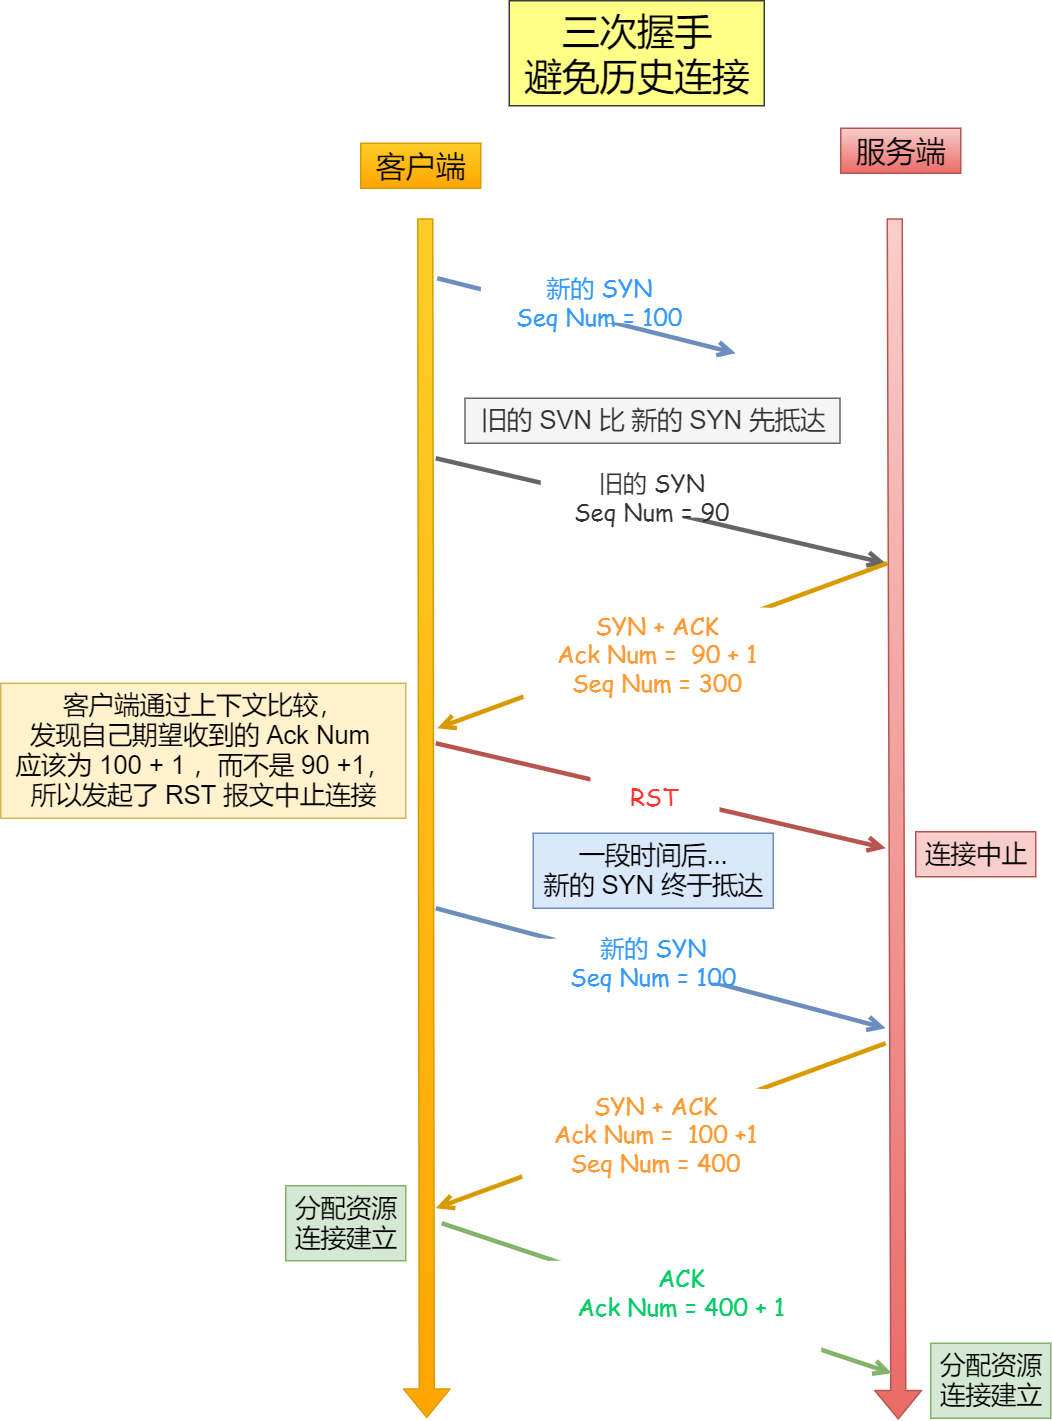 三次握手
避免历史连接
客户端
服务端
新的 SYN
Seq Num = 100
旧的 SVN 比 新的 SYN 先抵达
旧的 SYN
Seq Num = 90
SYN + ACK
Ack Num = 90 + 1
Seq Num = 300
客户端通过上下文比较，
发现自己期望收到的 Ack Num
应该为 100 + 1 ，而不是 90 +1，
所以发起了 RST 报文中止连接
RST
连接中止
一段时间后...
新的 SYN 终于抵达
新的 SYN
Seq Num = 100
SYN + ACK
Ack Num = 100 +1
Seq Num = 400
分配资源
连接建立
ACK
Ack Num = 400 + 1
分配资源
连接建立